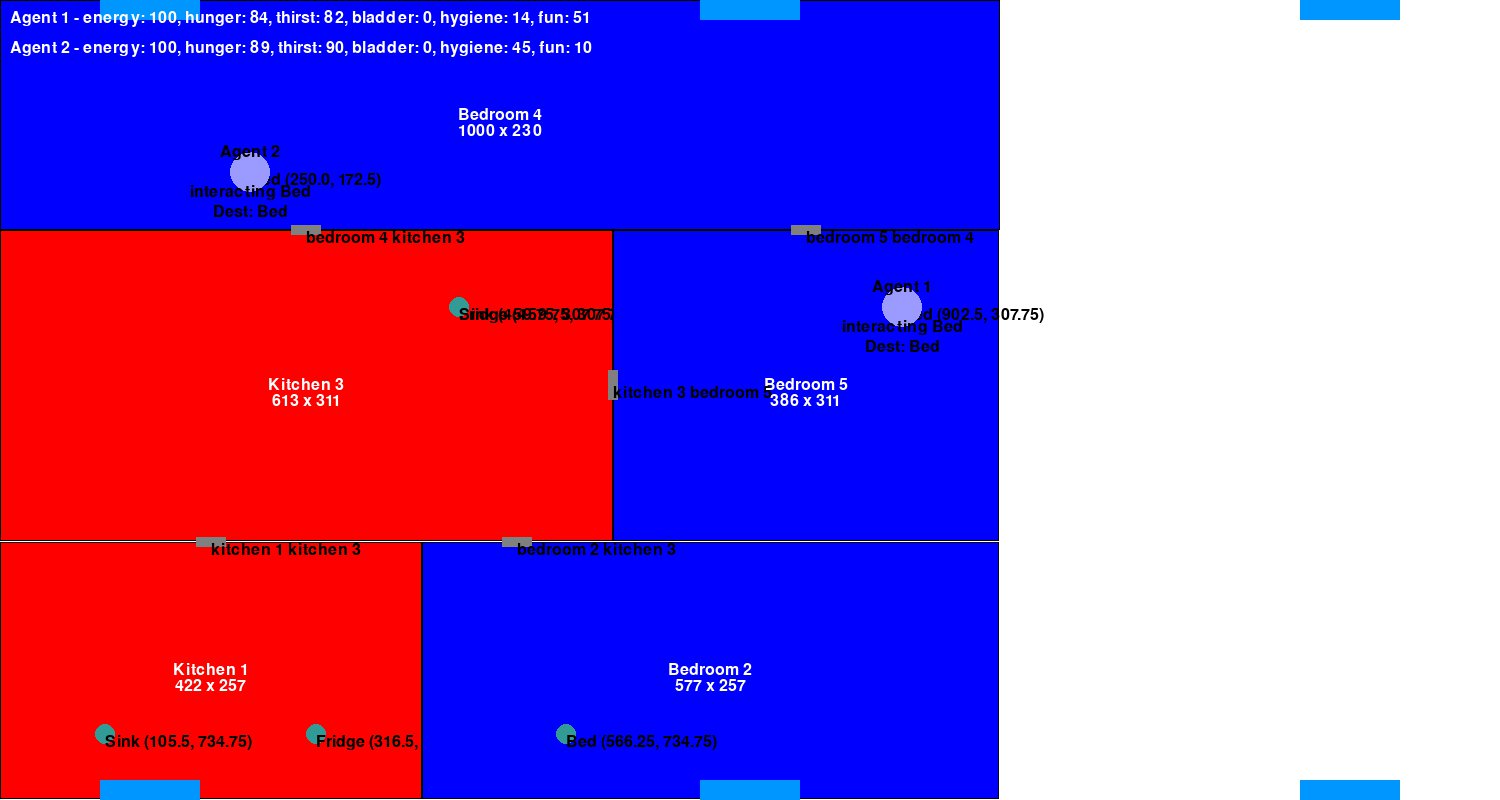 Agent 1 - energy: 100, hunger: 84, thirst: 82, bladder: 0, hygiene: 14, fun: 51
Agent 2 - energy: 100, hunger: 89, thirst: 90, bladder: 0, hygiene: 45, fun: 10
Bedroom 4
1000 x 230
Agent 2
(250.0, 172.5)
interacting Bed
Dest: Bed
bedroom 4 kitchen 3
bedroom 5 bedroom 4
Agent 1
(902.5, 307.75)
interacting Bed
Dest: Bed
Kitchen 3
613 x 311
kitchen 3 bedroom 5
Bedroom 5
386 x 311
kitchen 1 kitchen 3
bedroom 2 kitchen 3
Kitchen 1
422 x 257
Bedroom 2
577 x 257
Sink (105.5, 734.75)
Fridge (316.5,
Bed (566.25, 734.75)